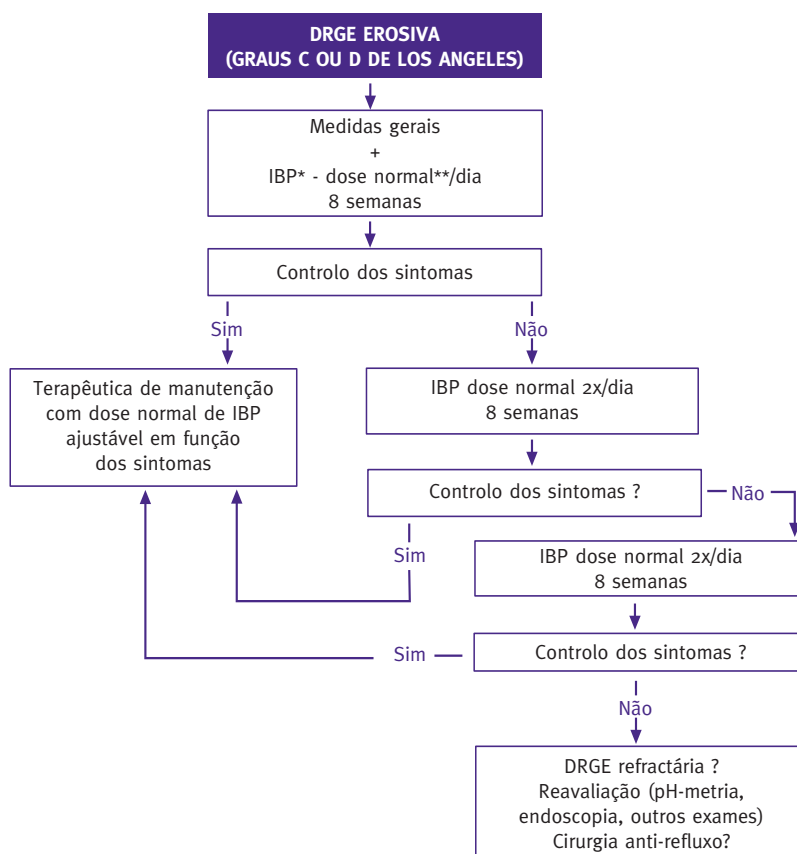 DRGE EROSIVA
(GRAUS C OU D DE LOS ANGELES)
Medidas gerais
+
IBP* - dose normal**/dia
8 semanas
Controlo dos sintomas
Sim
Não
Terapêutica de manutenção
com dose normal de IBP
ajustável em função
dos sintomas
IBP dose normal 2x/dia
8 semanas
Controlo dos sintomas ?
Não
Sim
IBP dose normal 2x/dia
8 semanas
Sim
Controlo dos sintomas ?
Não
DRGE refractária ?
Reavaliação (pH-metria,
endoscopia, outros exames)
Cirurgia anti-refluxo?